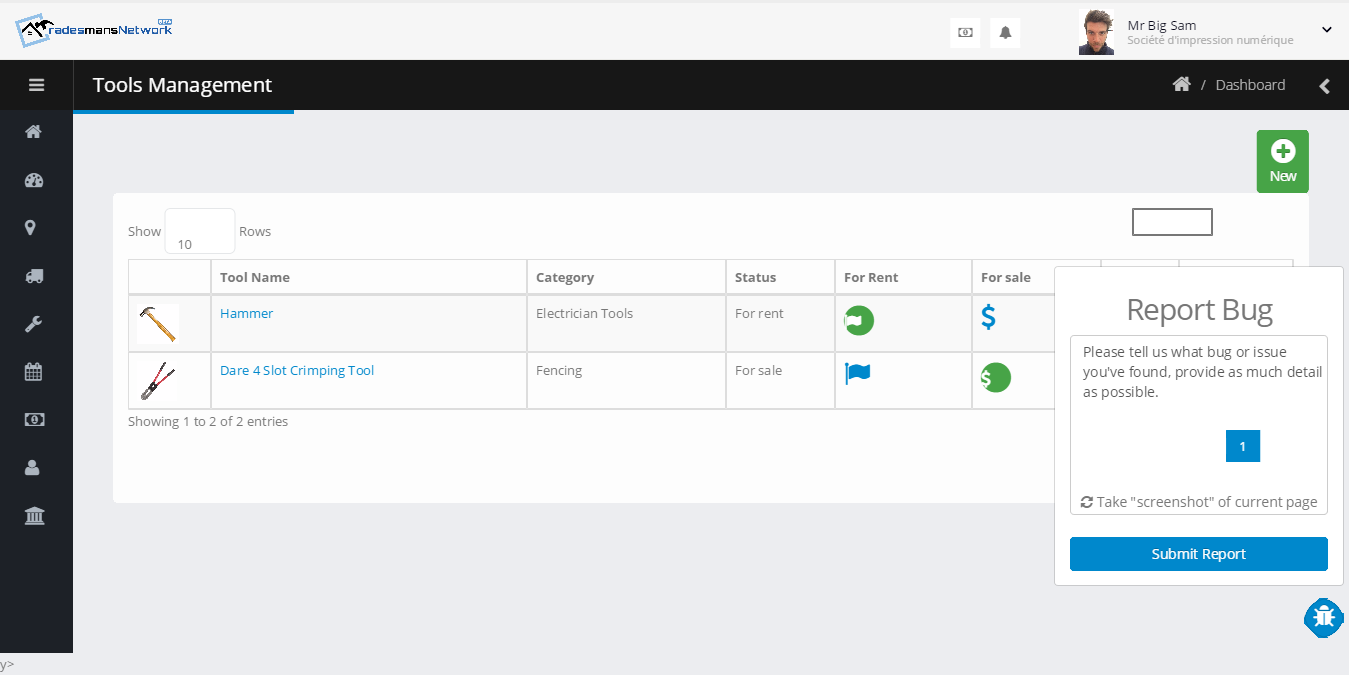 TradesmansNetwork
Mr Big Sam
Société d'impression numérique
Tools Management
/ Dashboard
New
Show 10 Rows
Tool Name Category Status For Rent For sale
Hammer Electrician Tools For rent
Dare 4 Slot Crimping Tool Fencing For sale
Showing 1 to 2 of 2 entries
Report Bug
Please tell us what bug or issue
you've found, provide as much detail
as possible.
1
Take "screenshot" of current page
Submit Report
y>